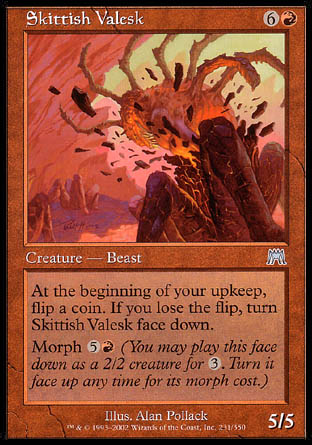 Skittish Valesk 6
Creature — Beast
At the beginning of your upkeep,
flip a coin. If you lose the flip, turn
Skittish Valesk face down.
Morph 5 (You may play this face
down as a 2/2 creature for 3. Turn it
face up any time for its morph cost.)
Illus. Alan Pollack
5/5
™ & © 1993–2002 Wizards of the Coast, Inc. 231/350